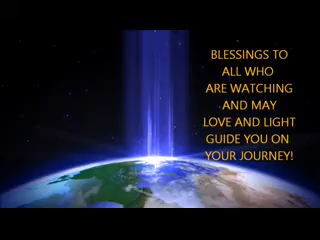 BLESSINGS TO
ALL WHO
ARE WATCHING
AND MAY
LOVE AND LIGHT
GUIDE YOU ON
YOUR JOURNEY!